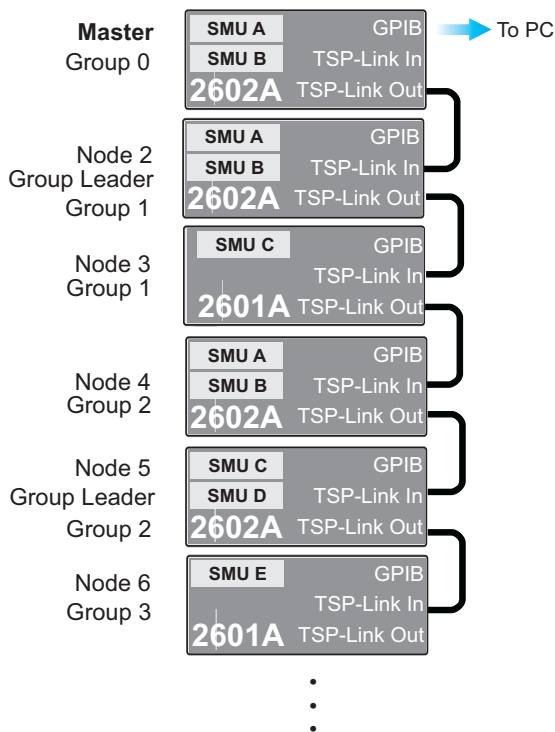 Master
Group 0
SMU A
GPIB
SMU B
TSP-Link In
2602A
TSP-Link Out
To PC
Node 2
Group Leader
Group 1
SMU A
GPIB
SMU B
TSP-Link In
2602A
TSP-Link Out
Node 3
Group 1
SMU C
GPIB
TSP-Link In
2601A
TSP-Link Out
Node 4
Group 2
SMU A
GPIB
SMU B
TSP-Link In
2602A
TSP-Link Out
Node 5
Group Leader
Group 2
SMU C
GPIB
SMU D
TSP-Link In
2602A
TSP-Link Out
Node 6
Group 3
SMU E
GPIB
TSP-Link In
2601A
TSP-Link Out